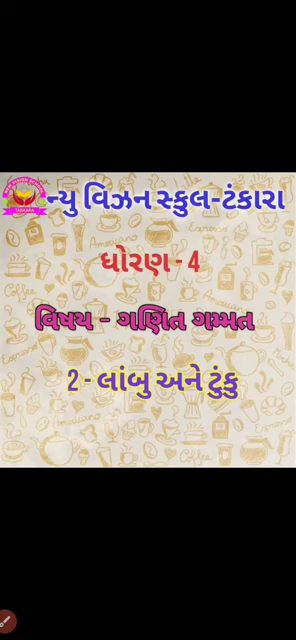 ન્યુ વિઝન સ્કુલ-ટંકારા
ધોરણ - 4
વિષય - ગણિત ગમ્મત
2 - લાંબુ અને ટુંકુ